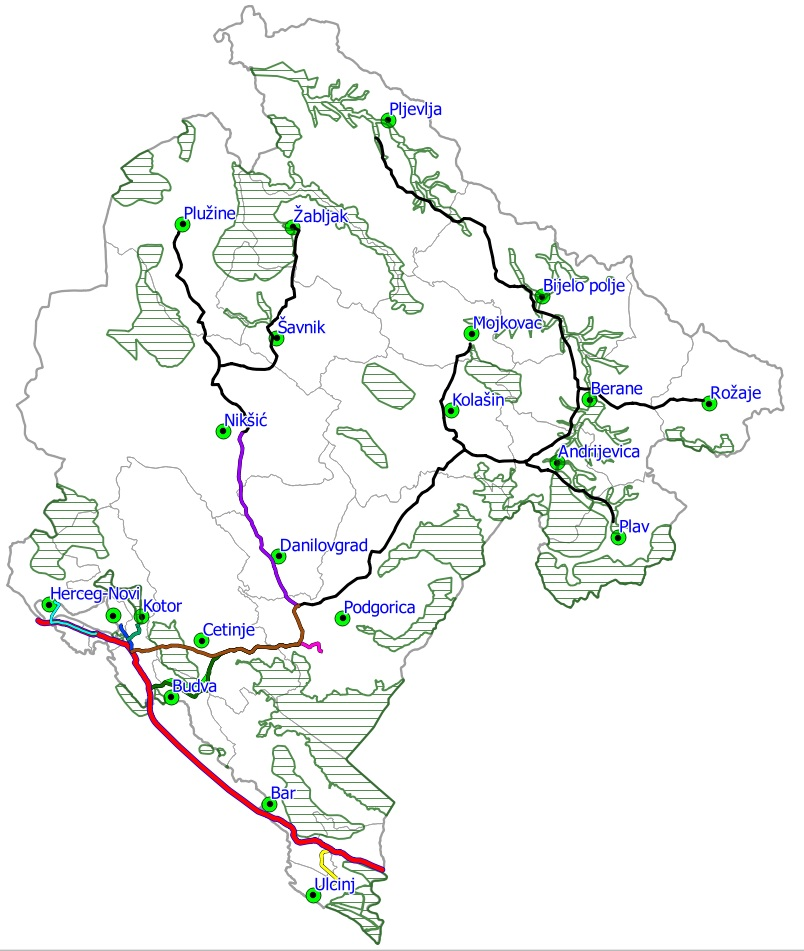 Pljevlja
Plužine
Žabljak
Bijelo polje
Šavnik
Mojkovac
Berane
Rožaje
Kolašin
Nikšić
Andrijevica
Plav
Danilovgrad
Herceg-Novi
Kotor
Podgorica
Cetinje
Budva
Bar
Ulcinj